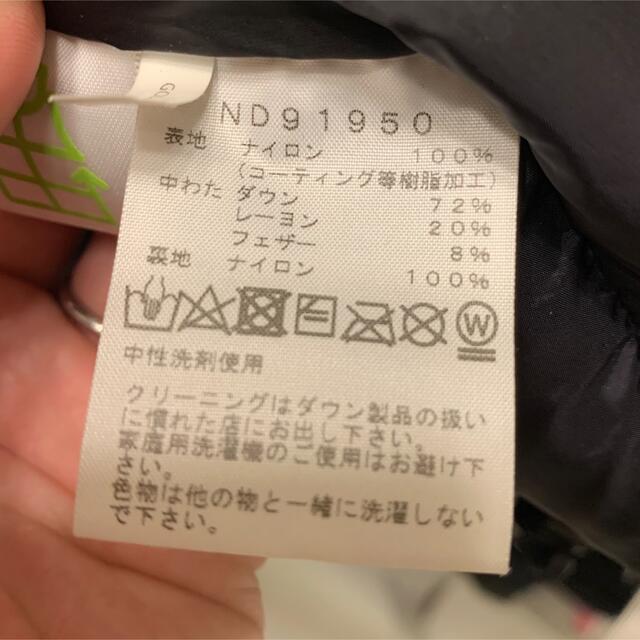 ND91950
表地 ナイロン 100%
(コーティング等樹脂加工)
中わた ダウン 72%
レーヨン 20%
フェザー 8%
裏地 ナイロン 100%
W
中性洗剤使用
クリーニングはダウン製品の扱い
に慣れた店にお出し下さい。
家庭用洗濯機のご使用はお避け下
さい。
色物は他の物と一緒に洗濯しない
で下さい。